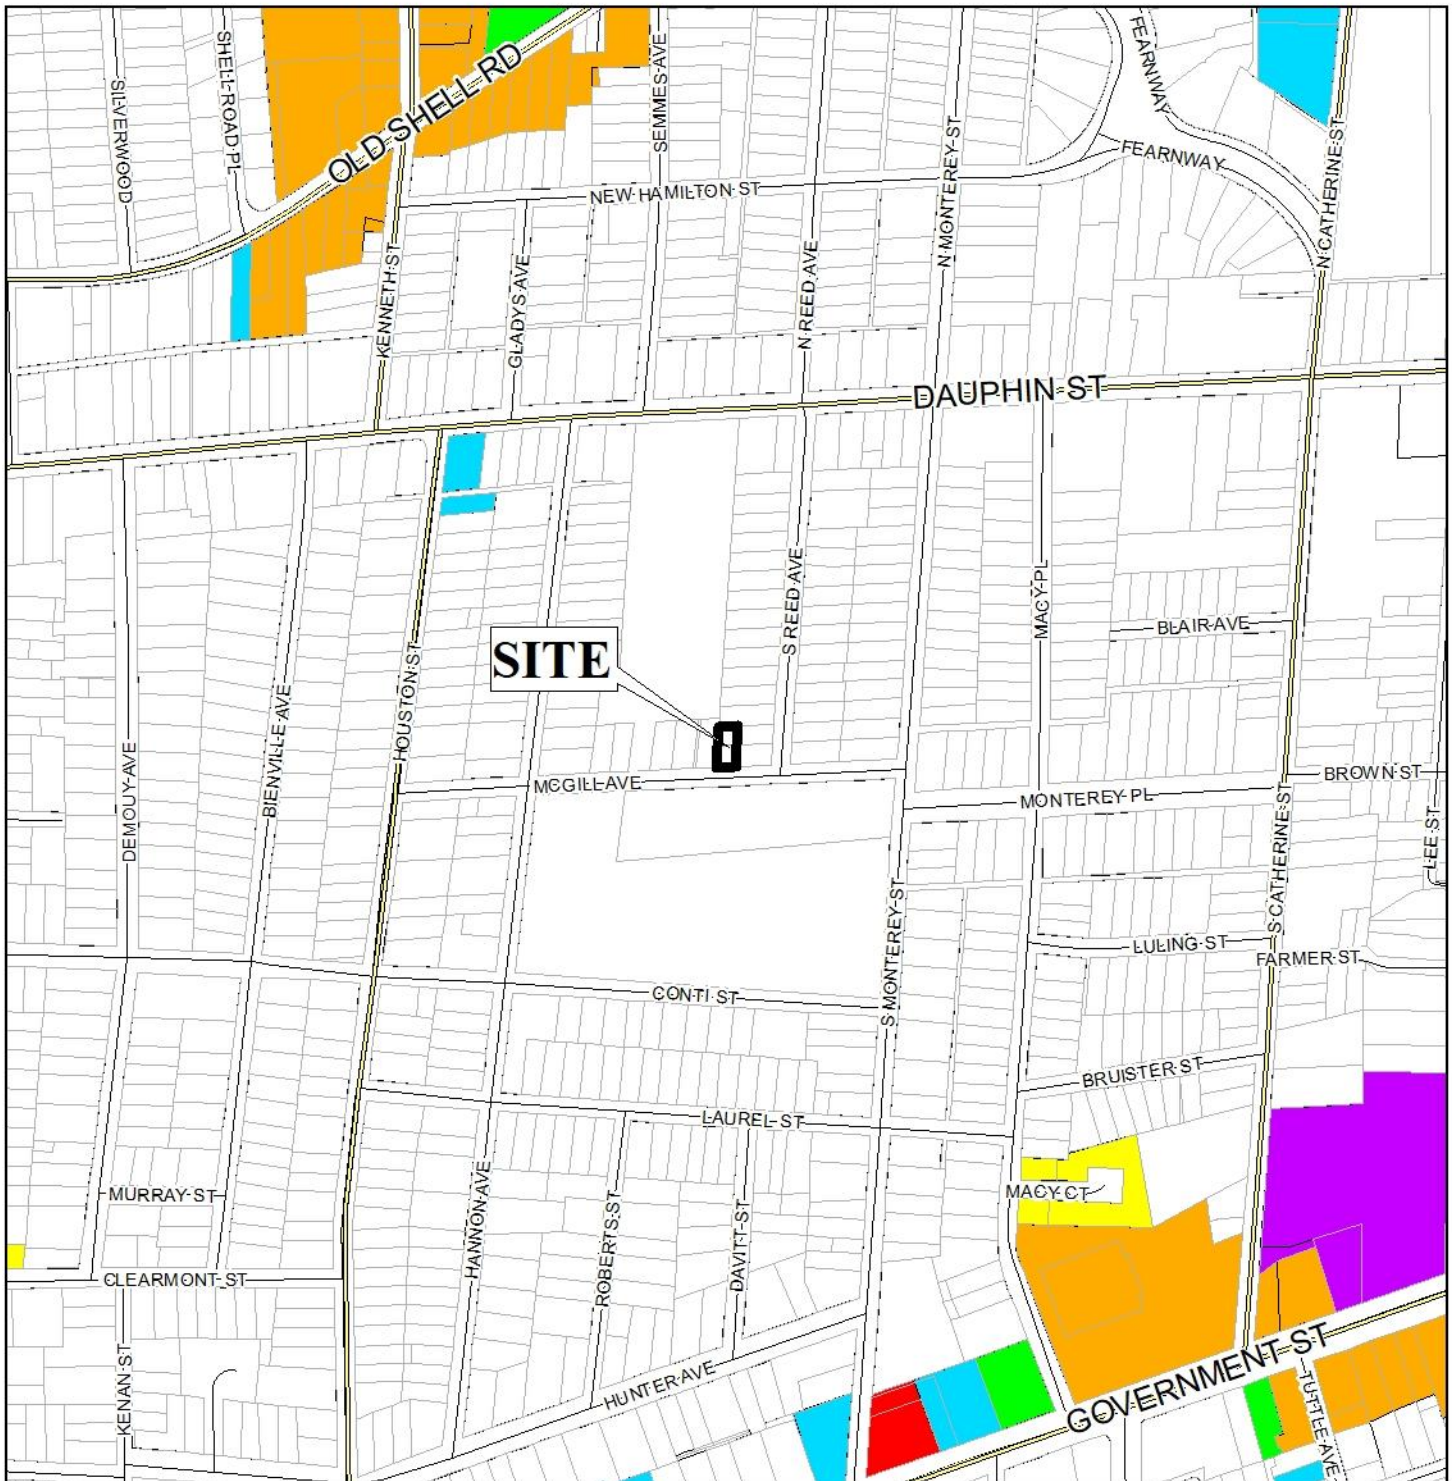 SILVERWOOD
SHELL ROAD PL
OLD SHELL RD
SEMMES AVE
FEARNWAY
FEARNWAY
N CATHERINE ST
NEW HAMILTON ST
N MONTEREY ST
KENNETH ST
GLADYS AVE
N REED AVE
DAUPHIN ST
SITE
S REED AVE
MACY PL
BLAIR AVE
HOUSTON ST
BIENVILLE AVE
DEMOUY AVE
MCGILL AVE
MONTEREY PL
BROWN ST
LEE ST
S CATHERINE ST
S MONTEREY ST
LULING ST
FARMER ST
CONTI ST
BRUISTER ST
LAUREL ST
MACY CT
MURRAY ST
HANNON AVE
ROBERTS ST
DAVITT ST
CLEARMONT ST
KENAN ST
HUNTER AVE
GOVERNMENT ST
TUTTLE AVE